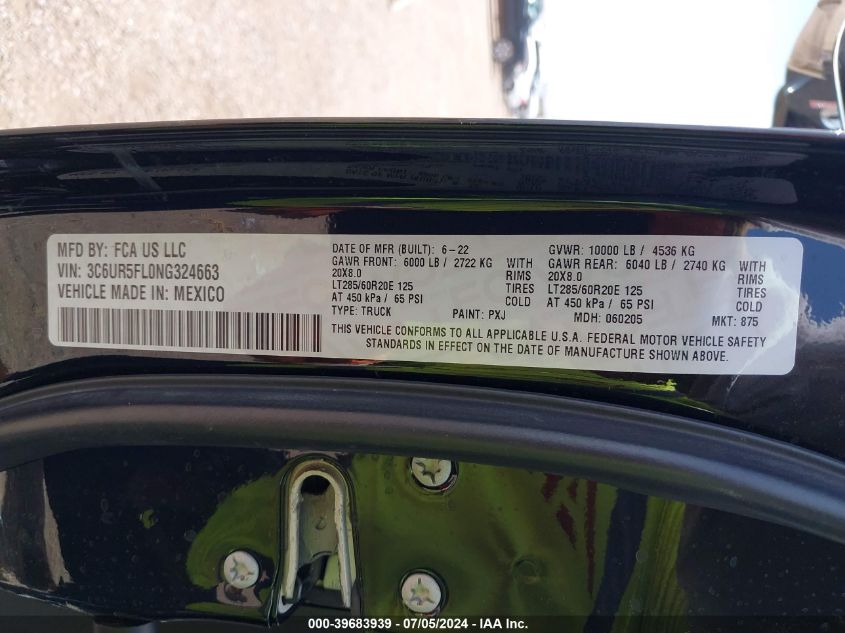 MFD BY: FCA US LLC
VIN: 3C6UR5FL0NG324663
VEHICLE MADE IN: MEXICO
DATE OF MFR (BUILT): 6-22
GAWR FRONT: 6000 LB / 2722 KG WITH
20X8.0 RIMS
LT285/60R20E 125 TIRES
AT 450 kPa / 65 PSI COLD
TYPE: TRUCK PAINT: PXJ
GVWR: 10000 LB / 4536 KG
GAWR REAR: 6040 LB / 2740 KG WITH
20X8.0 RIMS
LT285/60R20E 125 TIRES
AT 450 kPa / 65 PSI COLD
MDH: 060205 MKT: 875
THIS VEHICLE CONFORMS TO ALL APPLICABLE U.S.A. FEDERAL MOTOR VEHICLE SAFETY
STANDARDS IN EFFECT ON THE DATE OF MANUFACTURE SHOWN ABOVE.
000-39683939 - 07/05/2024 - IAA Inc.